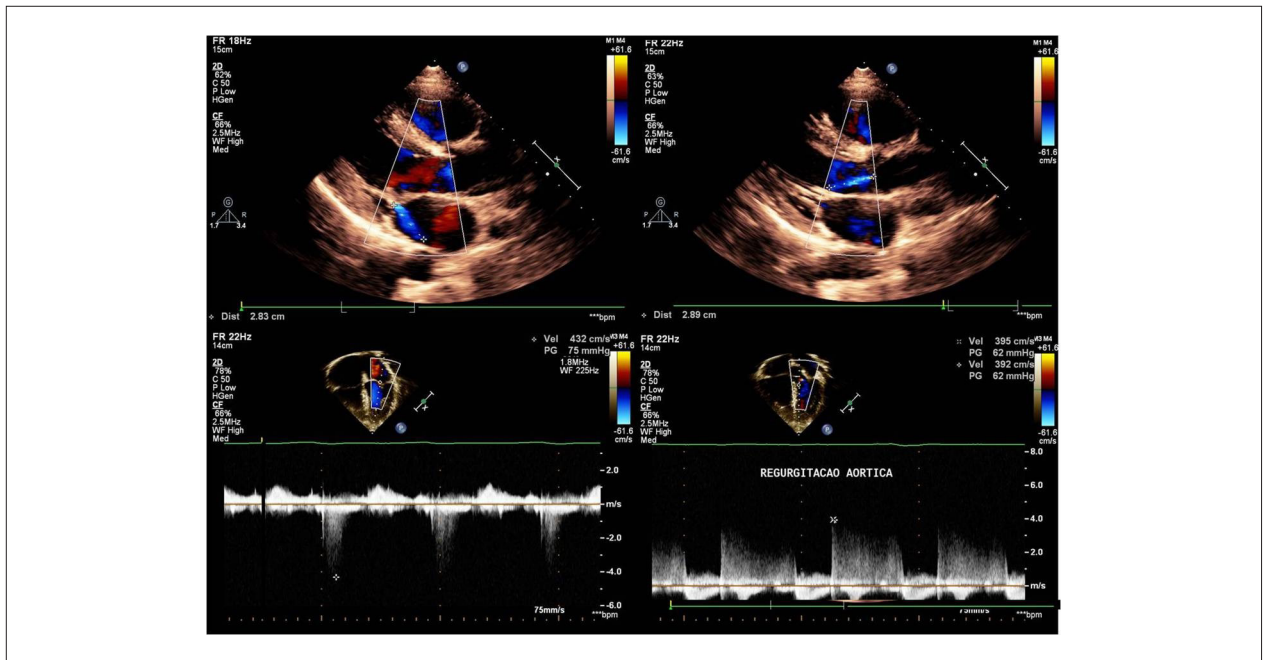 FR 18Hz
15cm
2D
62%
C 50
P Low
HGen
CF
66%
2.5MHz
WF High
Med
M1 M4
+61.6
-61.6
cm/s
G
P R
1.7 3.4
X
P
Dist 2.83 cm
***bpm
FR 22Hz
15cm
2D
63%
C 50
P Low
HGen
CF
66%
2.5MHz
WF High
Med
M1 M4
+61.6
-61.6
cm/s
G
P R
1.7 3.4
X
P
Dist 2.89 cm
***bpm
FR 22Hz
14cm
2D
78%
C 50
P Low
HGen
CF
66%
2.5MHz
WF High
Med
Vel 432 cm/s
PG 75 mmHg
1.8MHz
WF 225Hz
M3 M4
+61.6
-61.6
cm/s
X
P
2.0
m/s
-2.0
-4.0
-6.0
75mm/s
***bpm
FR 22Hz
14cm
2D
78%
C 50
P Low
HGen
CF
66%
2.5MHz
WF High
Med
Vel 395 cm/s
PG 62 mmHg
Vel 392 cm/s
PG 62 mmHg
M3 M4
+61.6
-61.6
cm/s
X
P
REGURGITACAO AORTICA
8.0
6.0
4.0
2.0
m/s
75mm/s
***bpm